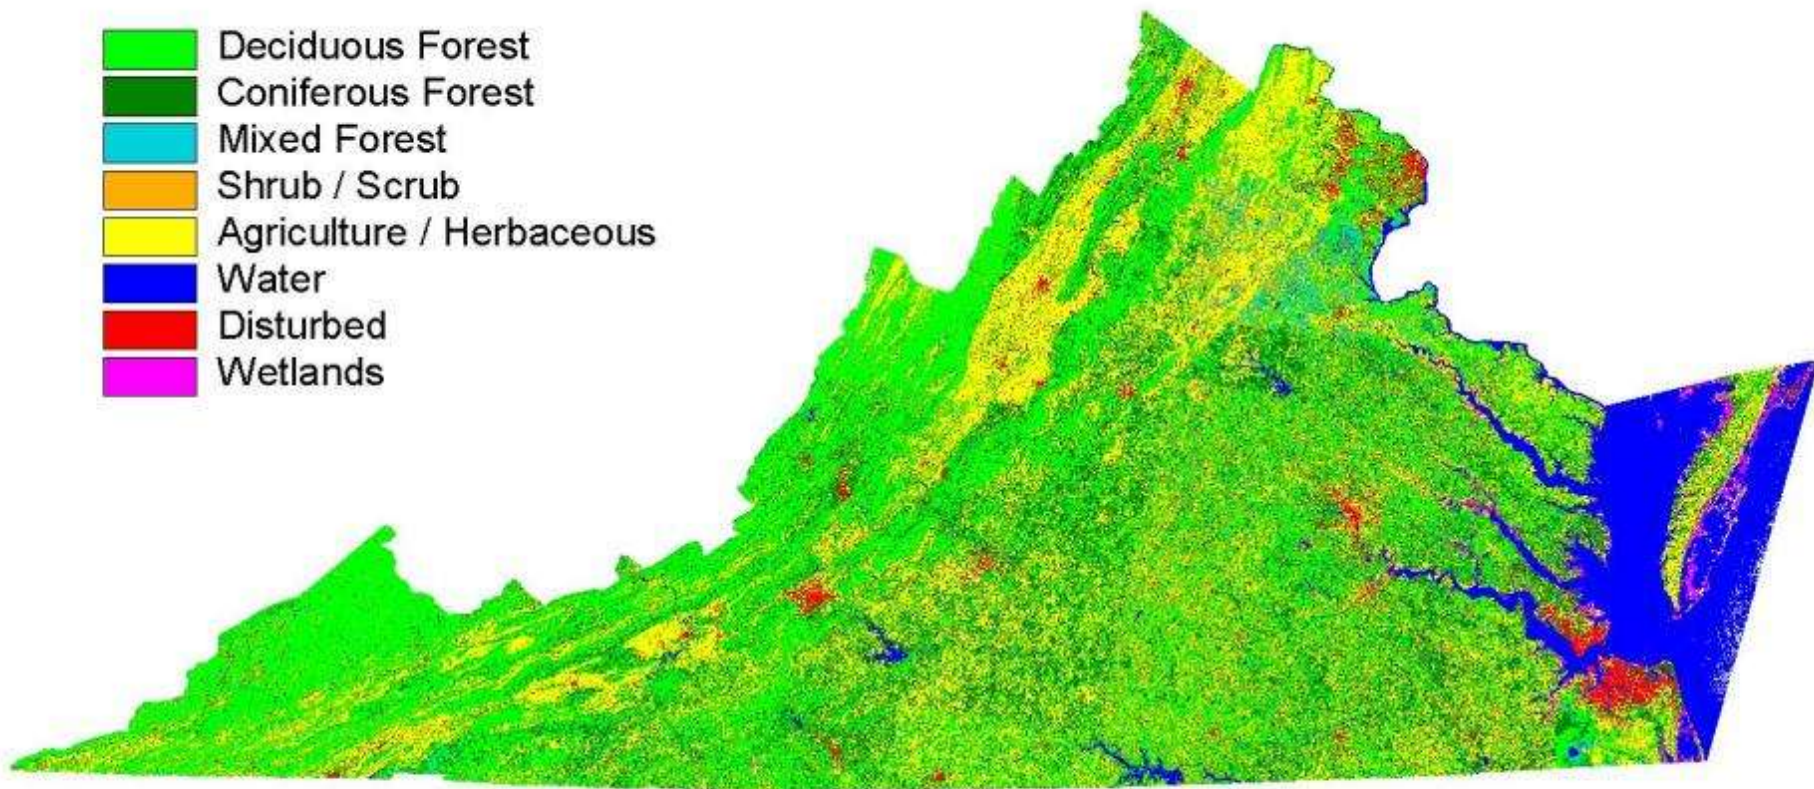 Deciduous Forest
Coniferous Forest
Mixed Forest
Shrub / Scrub
Agriculture / Herbaceous
Water
Disturbed
Wetlands